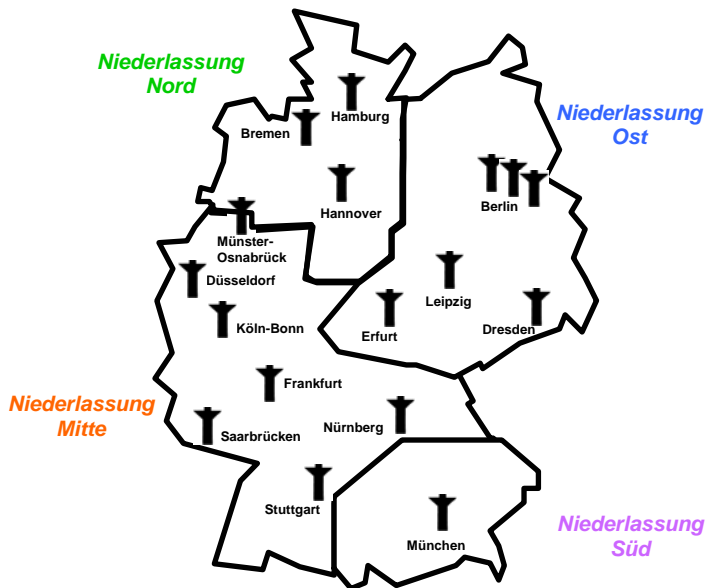 Niederlassung
Nord
Hamburg
Bremen
Niederlassung
Ost
Berlin
Hannover
Münster-
Osnabrück
Düsseldorf
Leipzig
Köln-Bonn
Erfurt
Dresden
Frankfurt
Niederlassung
Mitte
Nürnberg
Saarbrücken
Stuttgart
München
Niederlassung
Süd